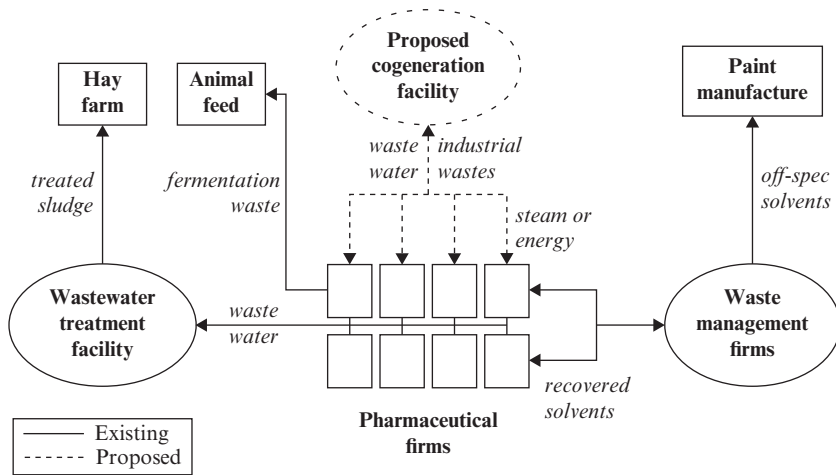 Proposed
cogeneration
facility
Hay
farm
Animal
feed
Paint
manufacture
waste
water
industrial
wastes
treated
sludge
fermentation
waste
off-spec
solvents
steam or
energy
Wastewater
treatment
facility
waste
water
Waste
management
firms
recovered
solvents
Pharmaceutical
firms
Existing
Proposed